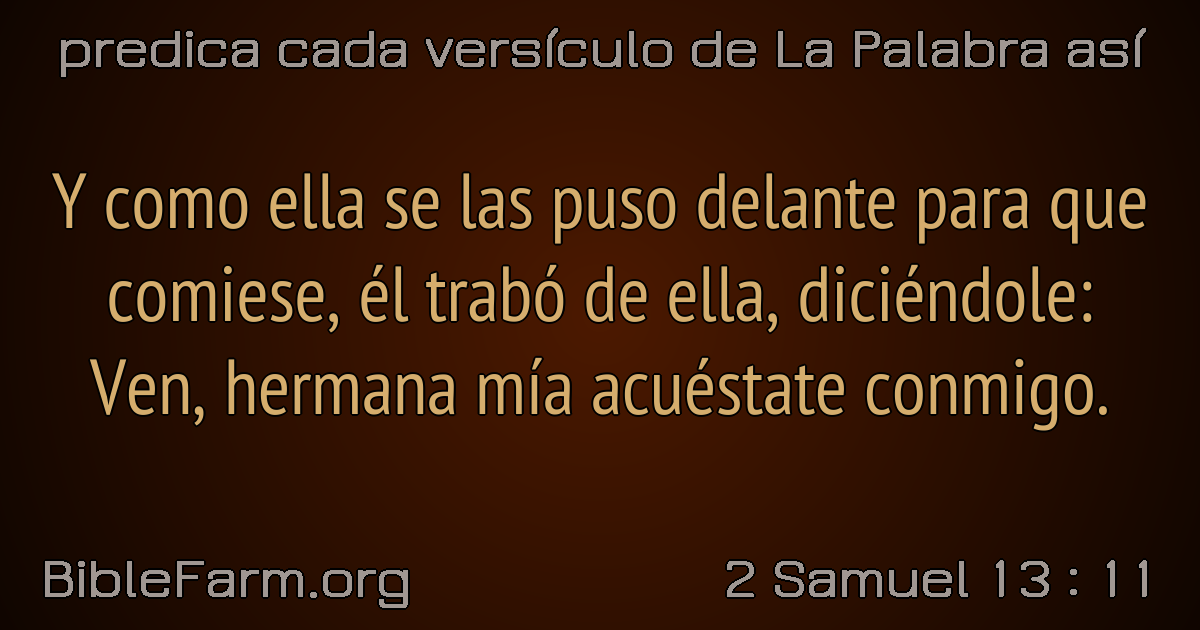 predica cada versículo de La Palabra así
Y como ella se las puso delante para que
comiese, él trabó de ella, diciéndole:
Ven, hermana mía acuéstate conmigo.
BibleFarm.org
2 Samuel 13 : 11